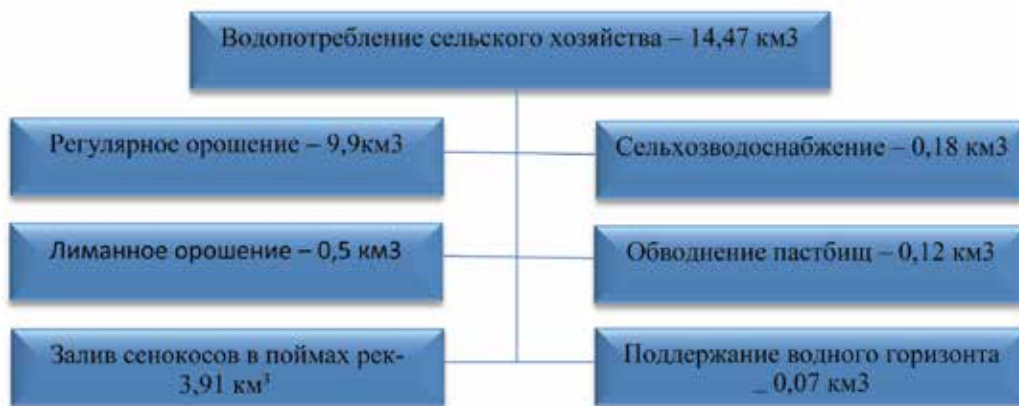 Водопотребление сельского хозяйства – 14,47 км3
Регулярное орошение – 9,9км3
Сельхозводоснабжение – 0,18 км3
Лиманное орошение – 0,5 км3
Обводнение пастбищ – 0,12 км3
Залив сенокосов в поймах рек-
3,91 км³
Поддержание водного горизонта
– 0,07 км3